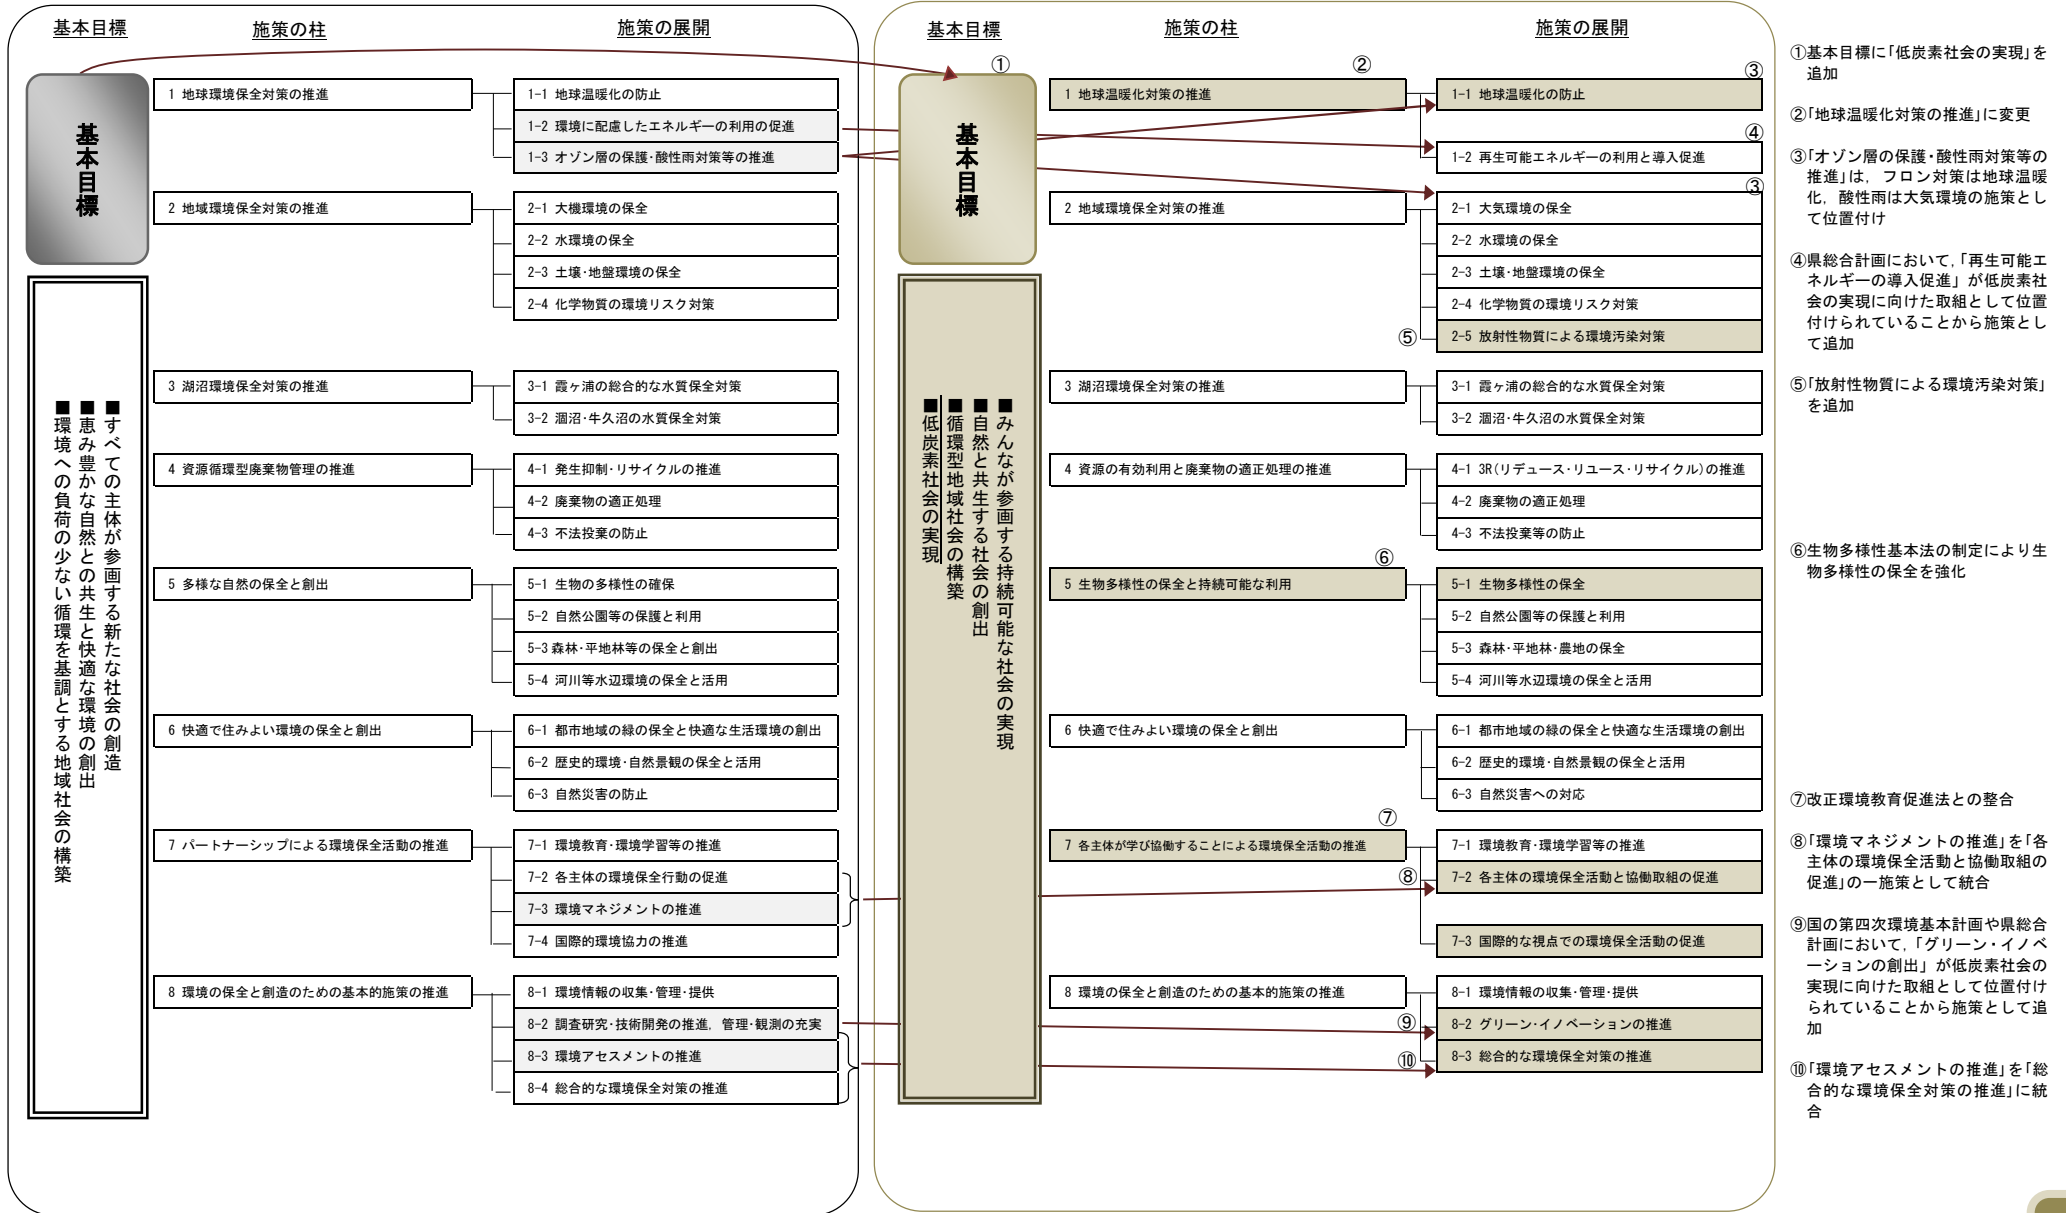 基本目標
施策の柱
施策の展開
基本目標
■すべての主体が参画する新たな社会の創造
■恵み豊かな自然との共生と快適な環境の創出
■環境への負荷の少ない循環を基調とする地域社会の構築
1 地球環境保全対策の推進
1-1 地球温暖化の防止
1-2 環境に配慮したエネルギーの利用の促進
1-3 オゾン層の保護・酸性雨対策等の推進
2 地域環境保全対策の推進
2-1 大機環境の保全
2-2 水環境の保全
2-3 土壌・地盤環境の保全
2-4 化学物質の環境リスク対策
3 湖沼環境保全対策の推進
3-1 霞ヶ浦の総合的な水質保全対策
3-2 涸沼・牛久沼の水質保全対策
4 資源循環型廃棄物管理の推進
4-1 発生抑制・リサイクルの推進
4-2 廃棄物の適正処理
4-3 不法投棄の防止
5 多様な自然の保全と創出
5-1 生物の多様性の確保
5-2 自然公園等の保護と利用
5-3 森林・平地林等の保全と創出
5-4 河川等水辺環境の保全と活用
6 快適で住みよい環境の保全と創出
6-1 都市地域の緑の保全と快適な生活環境の創出
6-2 歴史的環境・自然景観の保全と活用
6-3 自然災害の防止
7 パートナーシップによる環境保全活動の推進
7-1 環境教育・環境学習等の推進
7-2 各主体の環境保全行動の促進
7-3 環境マネジメントの推進
7-4 国際的環境協力の推進
8 環境の保全と創造のための基本的施策の推進
8-1 環境情報の収集・管理・提供
8-2 調査研究・技術開発の推進，管理・観測の充実
8-3 環境アセスメントの推進
8-4 総合的な環境保全対策の推進
基本目標
施策の柱
施策の展開
①
基本目標
■みんなが参画する持続可能な社会の実現
■自然と共生する社会の創出
■循環型地域社会の構築
■低炭素社会の実現
②
1 地球温暖化対策の推進
③
1-1 地球温暖化の防止
④
1-2 再生可能エネルギーの利用と導入促進
2 地域環境保全対策の推進
③
2-1 大気環境の保全
2-2 水環境の保全
2-3 土壌・地盤環境の保全
2-4 化学物質の環境リスク対策
⑤
2-5 放射性物質による環境汚染対策
3 湖沼環境保全対策の推進
3-1 霞ヶ浦の総合的な水質保全対策
3-2 涸沼・牛久沼の水質保全対策
4 資源の有効利用と廃棄物の適正処理の推進
4-1 3R(リデュース・リユース・リサイクル)の推進
4-2 廃棄物の適正処理
4-3 不法投棄等の防止
⑥
5 生物多様性の保全と持続可能な利用
5-1 生物多様性の保全
5-2 自然公園等の保護と利用
5-3 森林・平地林・農地の保全
5-4 河川等水辺環境の保全と活用
6 快適で住みよい環境の保全と創出
6-1 都市地域の緑の保全と快適な生活環境の創出
6-2 歴史的環境・自然景観の保全と活用
6-3 自然災害への対応
⑦
7 各主体が学び協働することによる環境保全活動の推進
7-1 環境教育・環境学習等の推進
⑧
7-2 各主体の環境保全活動と協働取組の促進
7-3 国際的な視点での環境保全活動の促進
8 環境の保全と創造のための基本的施策の推進
8-1 環境情報の収集・管理・提供
⑨
8-2 グリーン・イノベーションの推進
⑩
8-3 総合的な環境保全対策の推進
①基本目標に「低炭素社会の実現」を
追加
②「地球温暖化対策の推進」に変更
③「オゾン層の保護・酸性雨対策等の
推進」は，フロン対策は地球温暖
化，酸性雨は大気環境の施策とし
て位置付け
④県総合計画において，「再生可能エ
ネルギーの導入促進」が低炭素社
会の実現に向けた取組として位置
付けられていることから施策とし
て追加
⑤「放射性物質による環境汚染対策」
を追加
⑥生物多様性基本法の制定により生
物多様性の保全を強化
⑦改正環境教育促進法との整合
⑧「環境マネジメントの推進」を「各
主体の環境保全活動と協働取組の
促進」の一施策として統合
⑨国の第四次環境基本計画や県総合
計画において，「グリーン・イノベ
ーションの創出」が低炭素社会の
実現に向けた取組として位置付け
られていることから施策として追
加
⑩「環境アセスメントの推進」を「総
合的な環境保全対策の推進」に統
合